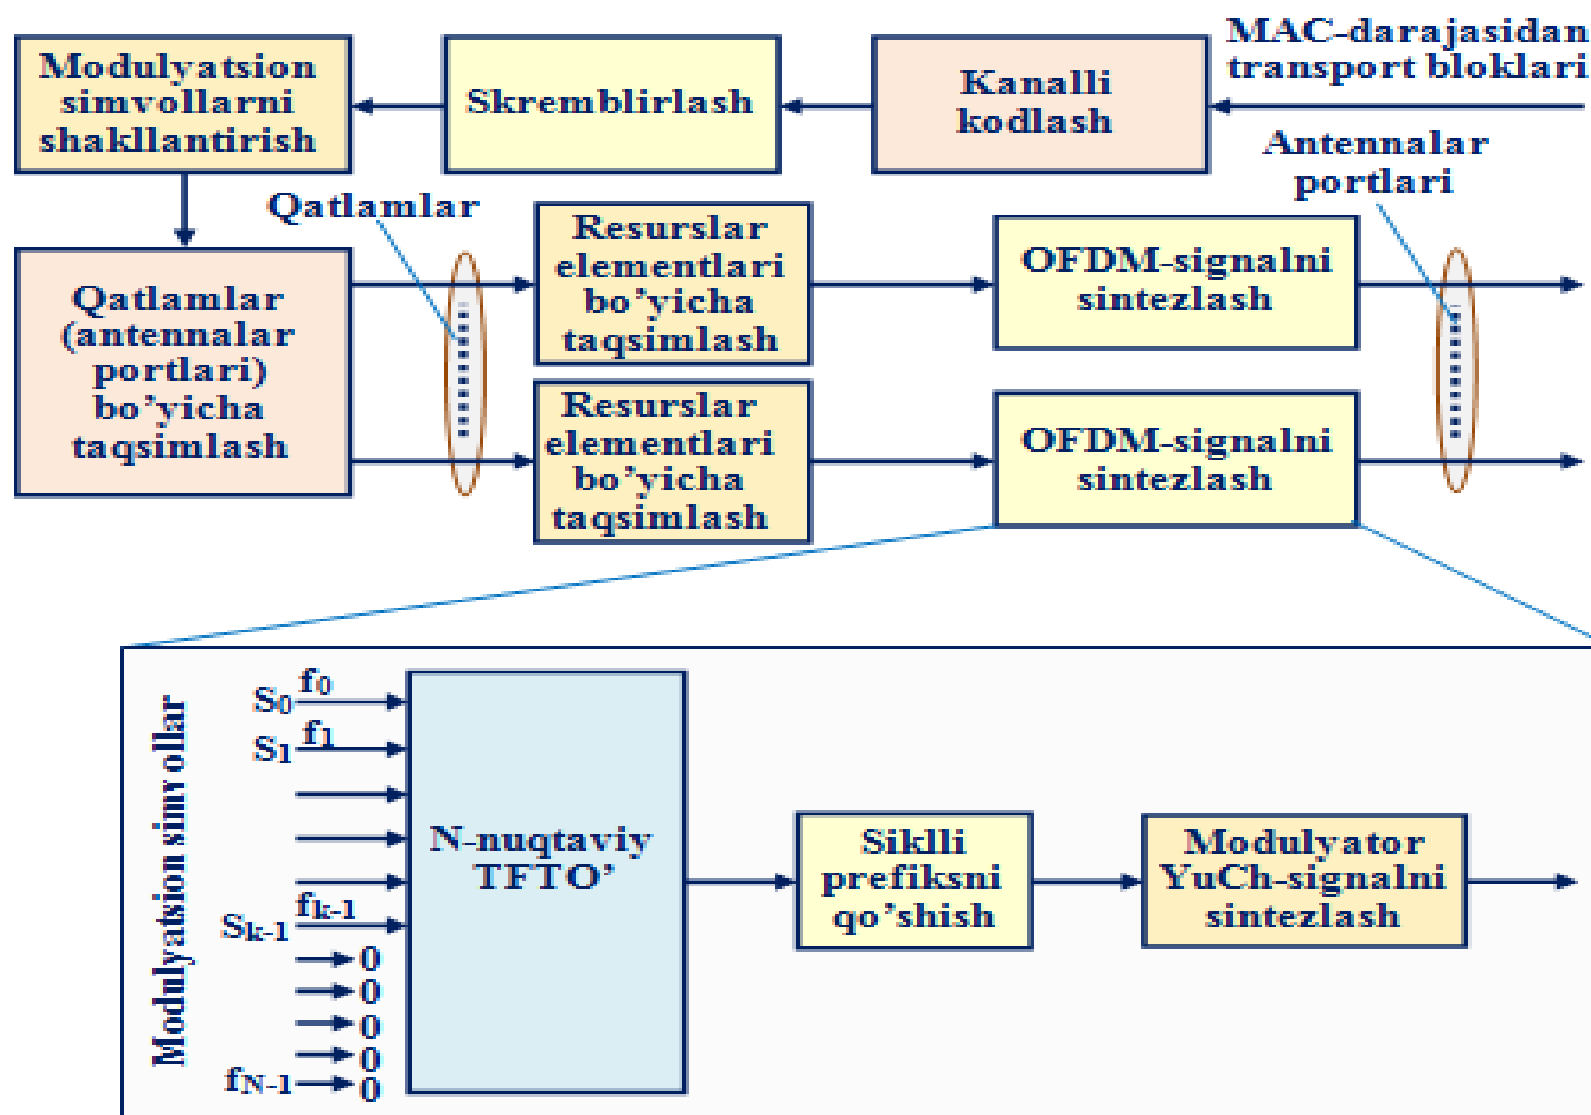 MAC-darajasidan
transport bloklari
Modulyatsion
simvollarni
shakllantirish
Skremblirlash
Kanalli
kodlash
Antennalar
portlari
Qatlamlar
Qatlamlar
(antennalar
portlari)
bo’yicha
taqsimlash
Resurslar
elementlari
bo’yicha
taqsimlash
OFDM-signalni
sintezlash
Resurslar
elementlari
bo’yicha
taqsimlash
OFDM-signalni
sintezlash
Modulyatsion simvollar
S0 f0
S1 f1
Sk-1 fk-1
0
0
0
0
fN-1 0
N-nuqtaviy
TFTO’
Siklli
prefiksni
qo’shish
Modulyator
YuCh-signalni
sintezlash